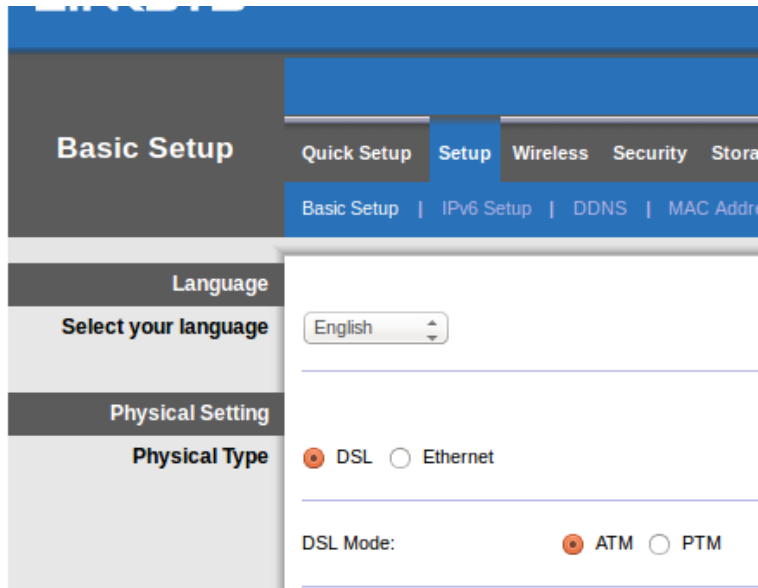 Basic Setup
Quick Setup Setup Wireless Security
Basic Setup | IPv6 Setup | DDNS | MAC
Language
Select your language English
Physical Setting
Physical Type DSL Ethernet
DSL Mode: ATM PTM